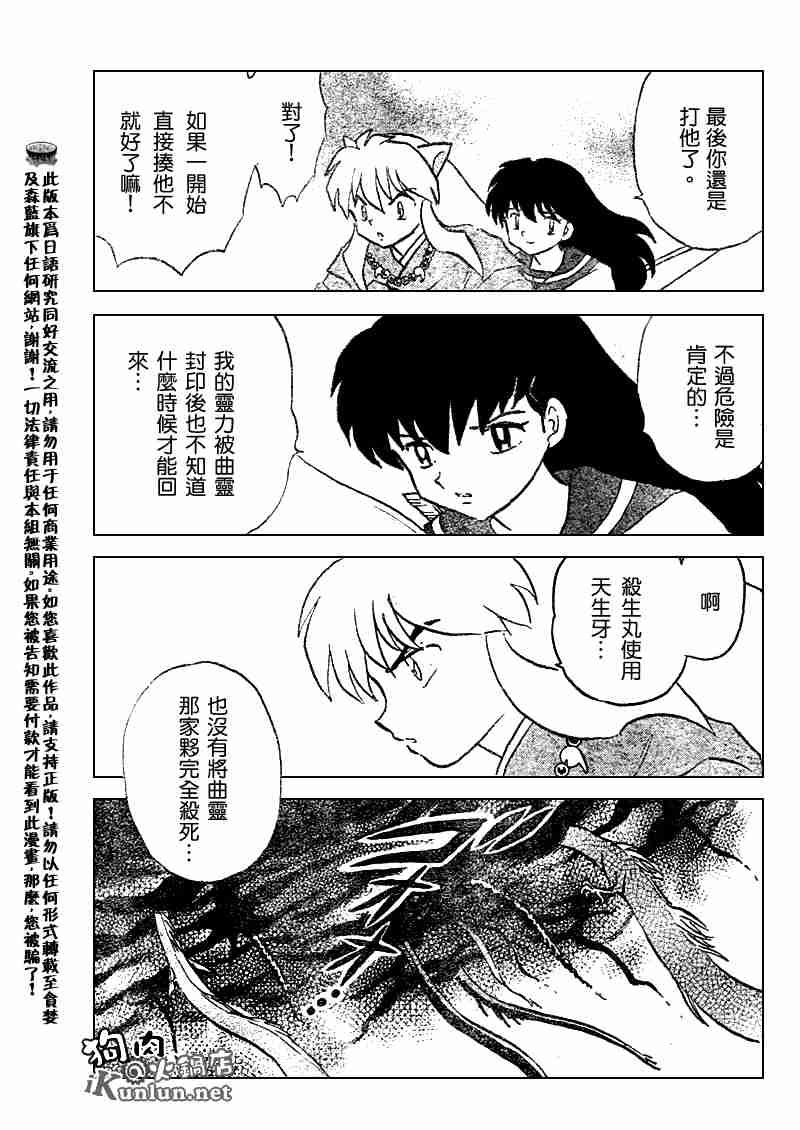 最後你還是
打他了。
對了!
如果一開始
直接揍他不
就好了嘛!
不過危險是
肯定的…
我的靈力被曲靈
封印後也不知道
什麼時候才能回
來…
啊
殺生丸使用
天生牙…
也沒有將曲靈
那家夥完全殺死…
此版本爲日語研究同好交流之用,請勿用于任何商業用途。如您喜歡此作品,請支持正版!請勿以任何形式轉載至貪婪
及森藍旗下任何網站,謝謝!一切法律責任與本組無關。如果您被告知需要付款才能看到此漫畫,那麼,您被騙了!
狗肉
火鍋店
iKunlun.net